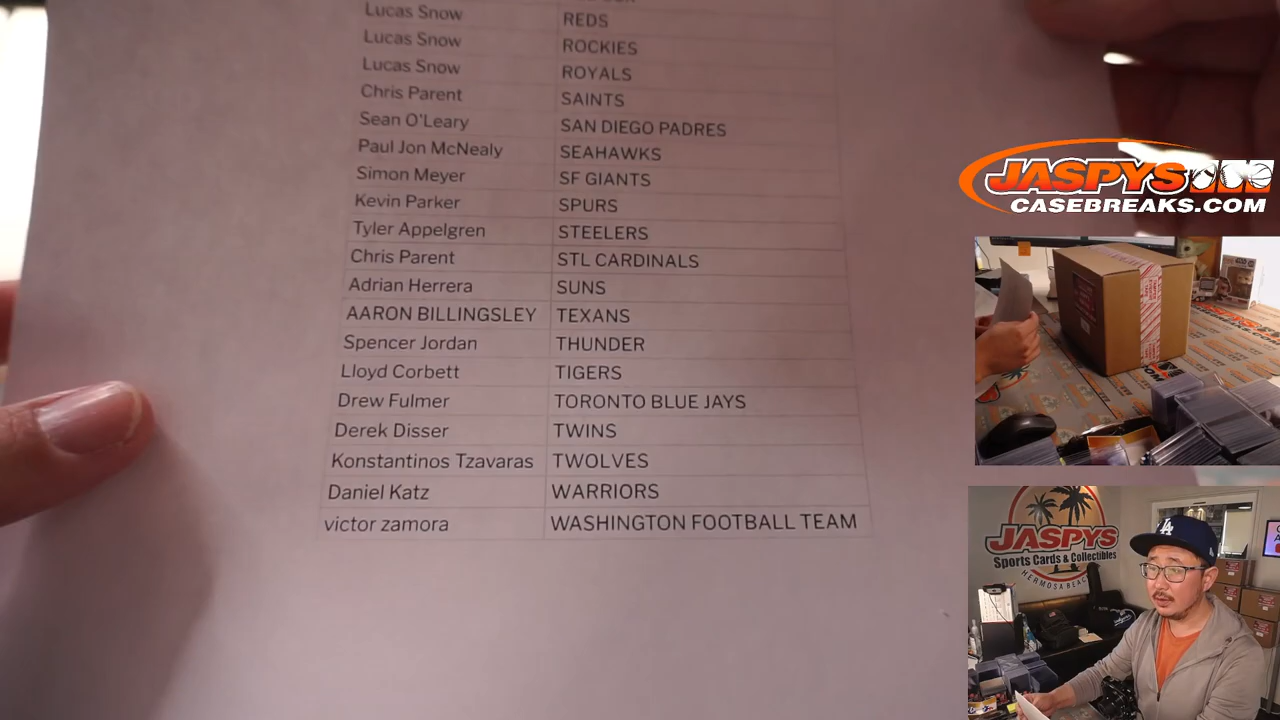 Lucas Snow REDS
Lucas Snow ROCKIES
Lucas Snow ROYALS
Chris Parent SAINTS
Sean O'Leary SAN DIEGO PADRES
Paul Jon McNealy SEAHAWKS
Simon Meyer SF GIANTS
Kevin Parker SPURS
Tyler Appelgren STEELERS
Chris Parent STL CARDINALS
Adrian Herrera SUNS
AARON BILLINGSLEY TEXANS
Spencer Jordan THUNDER
Lloyd Corbett TIGERS
Drew Fulmer TORONTO BLUE JAYS
Derek Disser TWINS
Konstantinos Tzavaras TWOLVES
Daniel Katz WARRIORS
victor zamora WASHINGTON FOOTBALL TEAM
JASPYS
CASEBREAKS.COM
JASPYS
Sports Cards & Collectibles
HERMOSA BEACH
LA